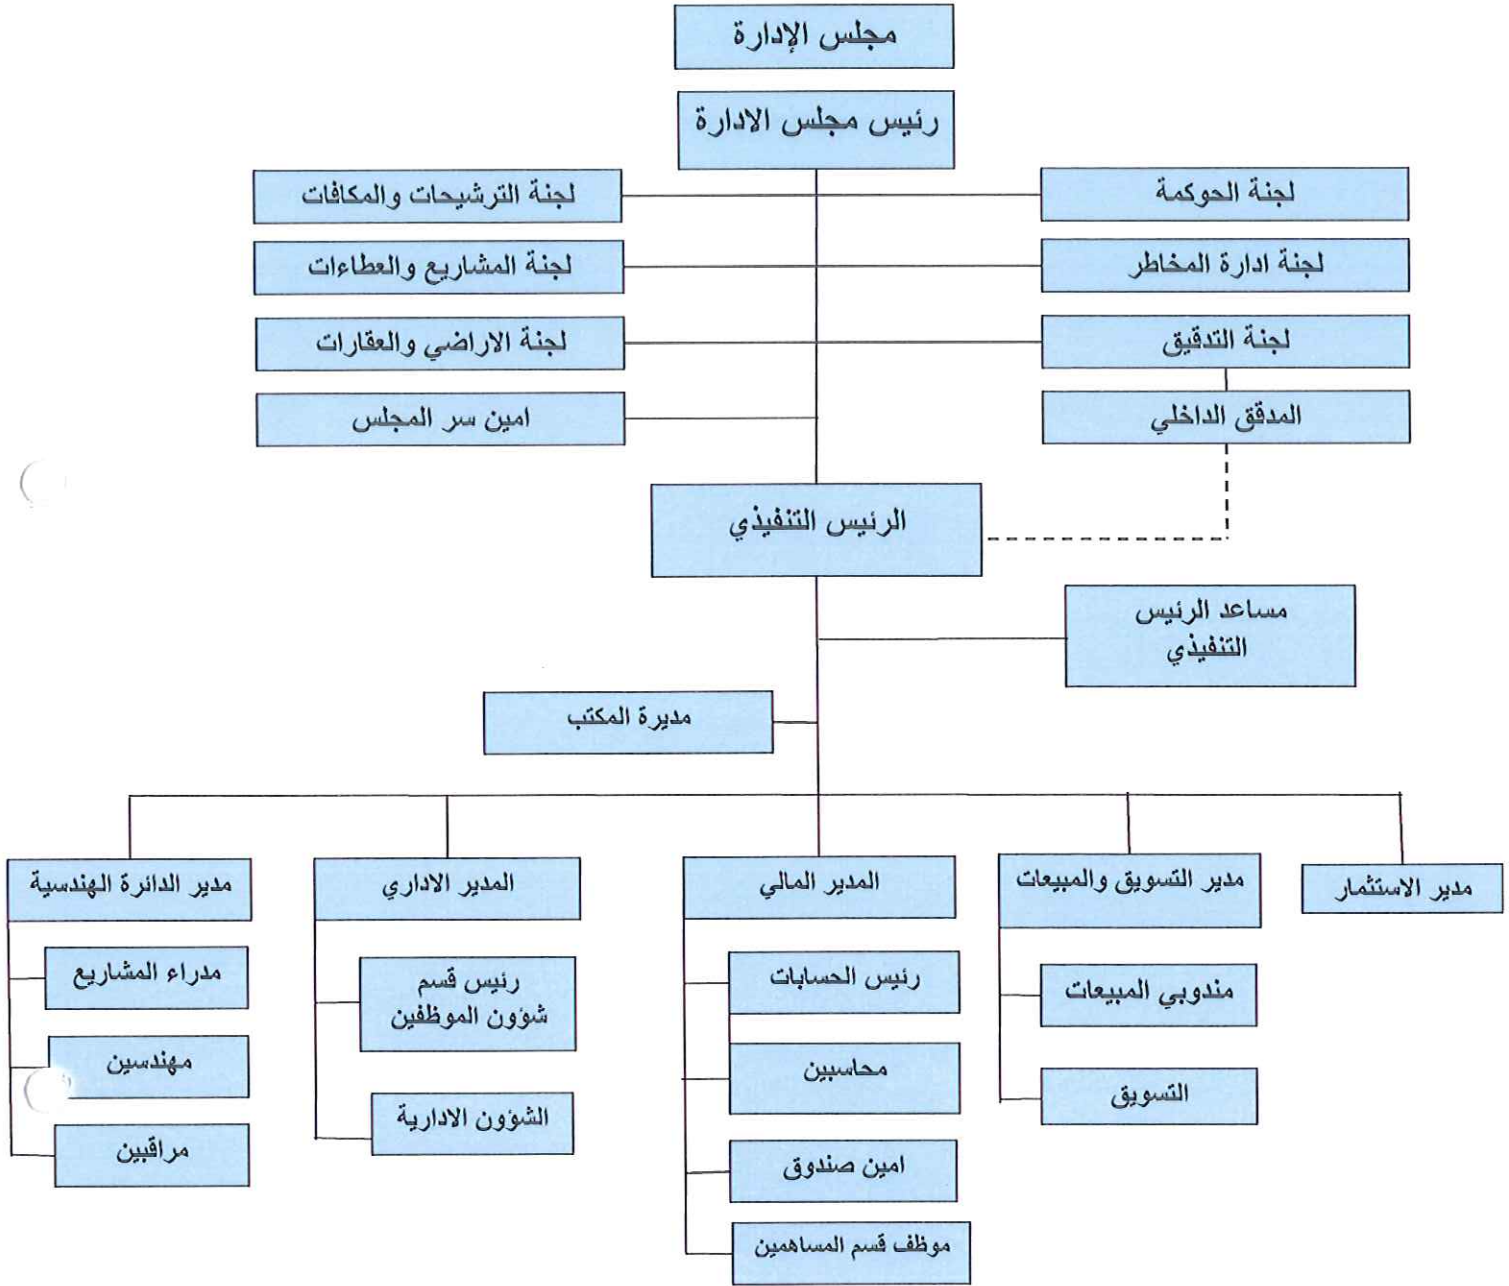 مجلس الإدارة
رئيس مجلس الادارة
لجنة الحوكمة
لجنة الترشيحات والمكافات
لجنة ادارة المخاطر
لجنة المشاريع والعطاءات
لجنة التدقيق
لجنة الاراضي والعقارات
المدقق الداخلي
امين سر المجلس
الرئيس التنفيذي
مساعد الرئيس
التنفيذي
مديرة المكتب
مدير الاستثمار
مدير التسويق والمبيعات
مندوبي المبيعات
التسويق
المدير المالي
رئيس الحسابات
محاسبين
امين صندوق
موظف قسم المساهمين
المدير الاداري
رئيس قسم
شؤون الموظفين
الشؤون الادارية
مدير الدائرة الهندسية
مدراء المشاريع
مهندسين
مراقبين